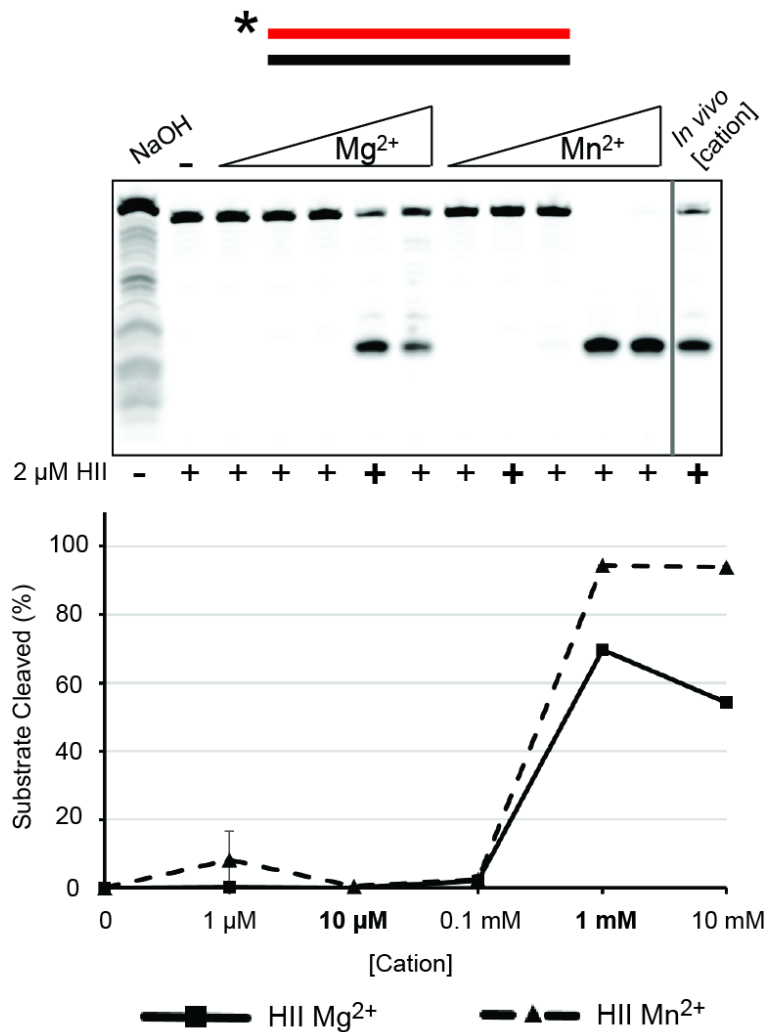 *
NaOH - Mg²⁺ Mn²⁺ In vivo [cation]
2 µM HII - + + + + + + + + + + + +
100
80
60
40
20
0
Substrate Cleaved (%)
0 1 µM 10 µM 0.1 mM 1 mM 10 mM
[Cation]
HII Mg²⁺ HII Mn²⁺